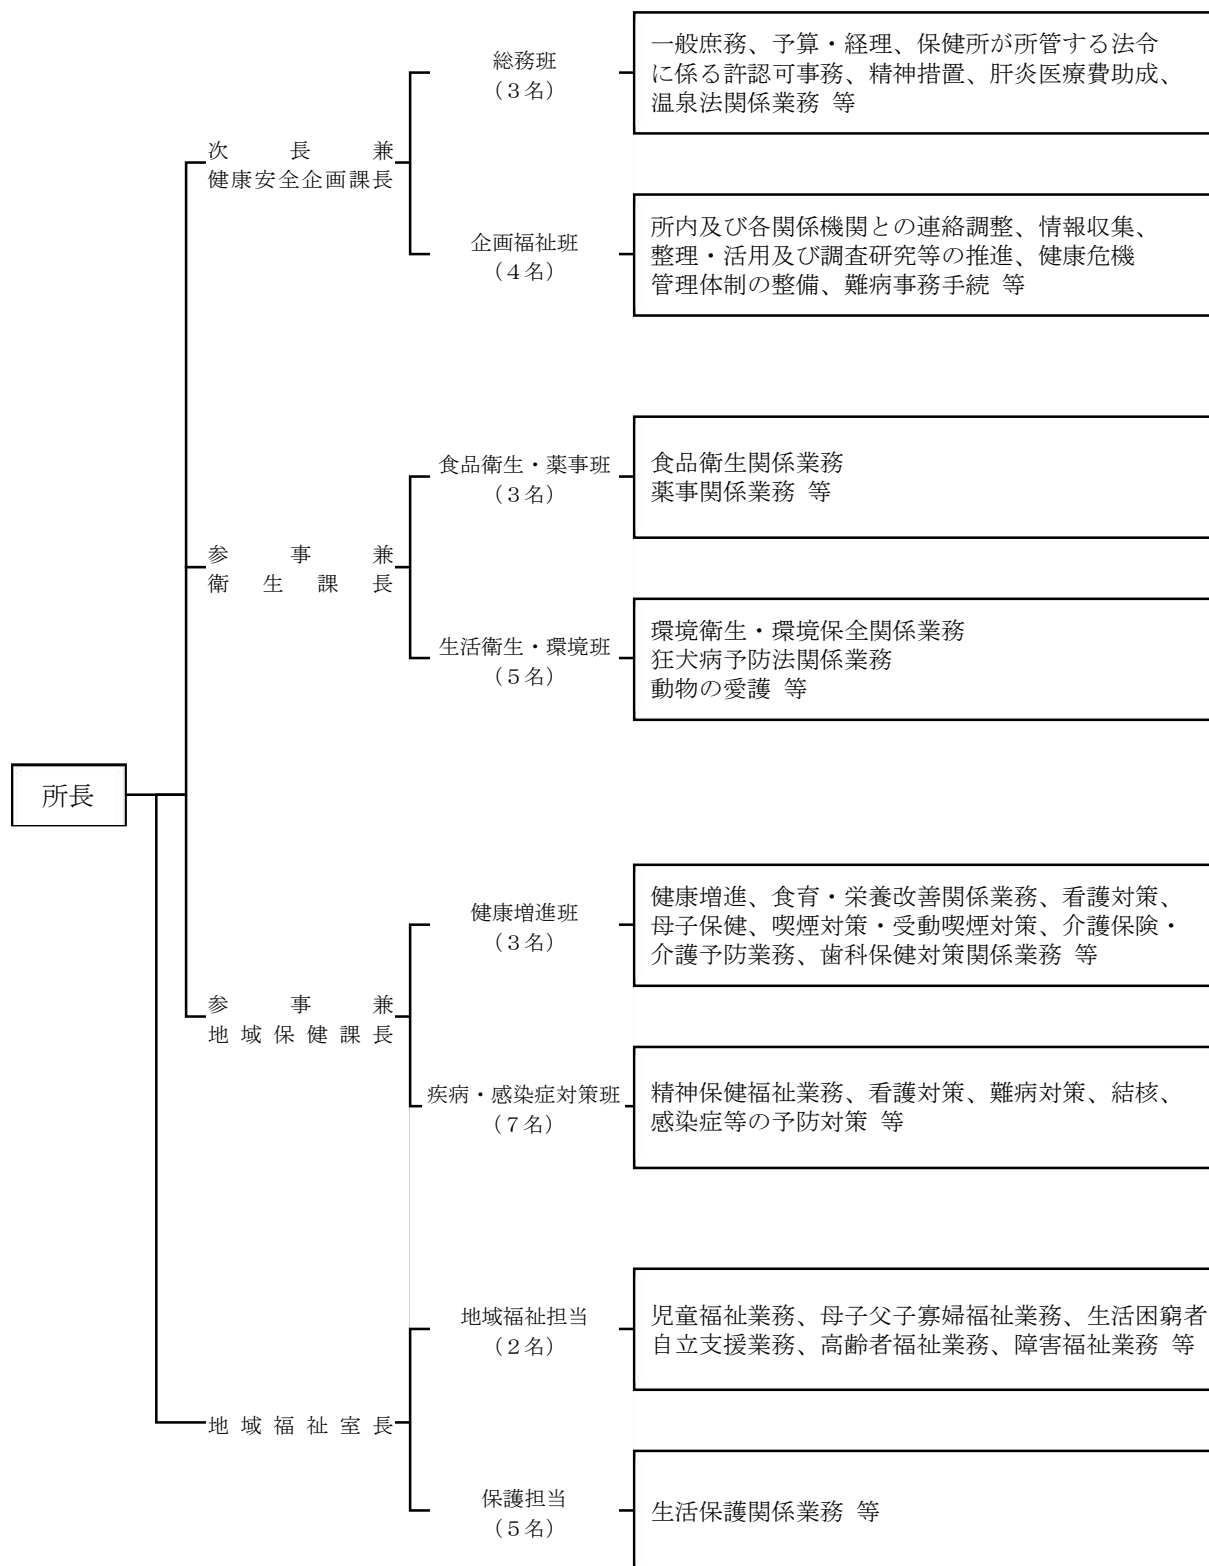 総務班
(3名)
一般庶務、予算・経理、保健所が所管する法令
に係る許認可事務、精神措置、肝炎医療費助成、
温泉法関係業務 等
次長兼
健康安全企画課長
企画福祉班
(4名)
所内及び各関係機関との連絡調整、情報収集、
整理・活用及び調査研究等の推進、健康危機
管理体制の整備、難病事務手続 等
食品衛生・薬事班
(3名)
食品衛生関係業務
薬事関係業務 等
参事兼
衛生課長
生活衛生・環境班
(5名)
環境衛生・環境保全関係業務
狂犬病予防法関係業務
動物の愛護 等
所長
健康増進班
(3名)
健康増進、食育・栄養改善関係業務、看護対策、
母子保健、喫煙対策・受動喫煙対策、介護保険・
介護予防業務、歯科保健対策関係業務 等
参事兼
地域保健課長
疾病・感染症対策班
(7名)
精神保健福祉業務、看護対策、難病対策、結核、
感染症等の予防対策 等
地域福祉担当
(2名)
児童福祉業務、母子父子寡婦福祉業務、生活困窮者
自立支援業務、高齢者福祉業務、障害福祉業務 等
地域福祉室長
保護担当
(5名)
生活保護関係業務 等